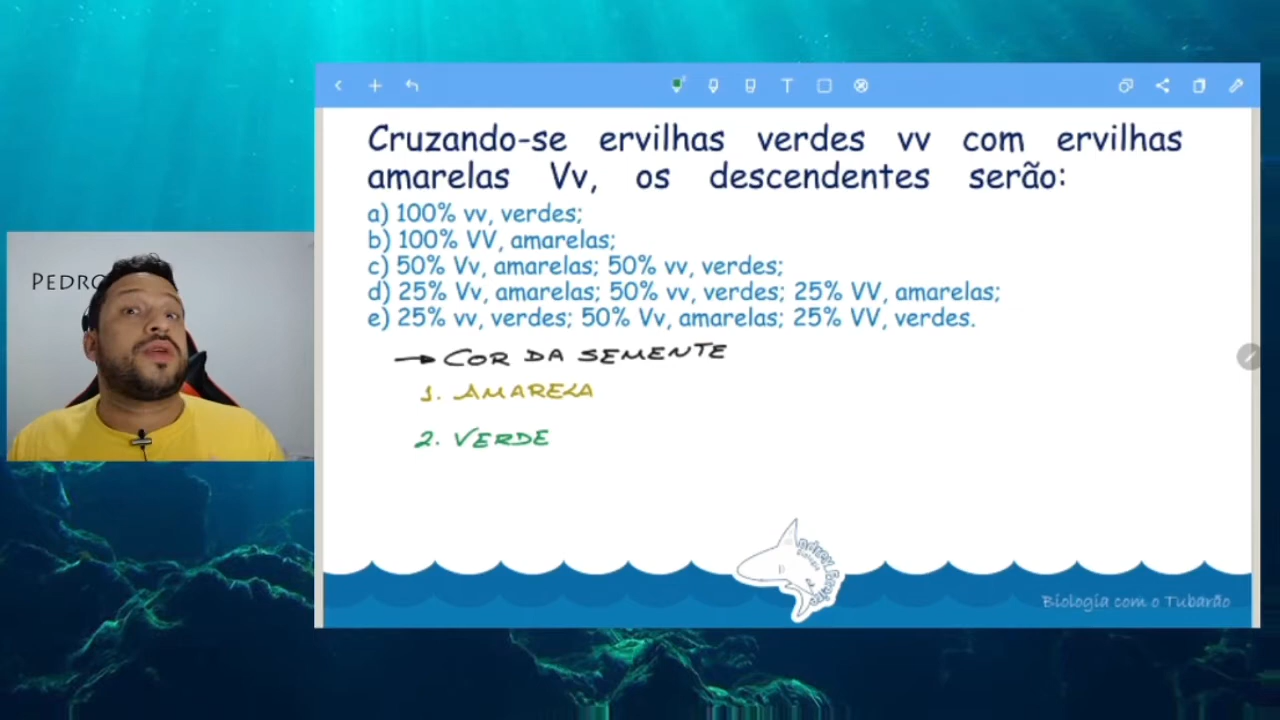 PEDRO
Cruzando-se ervilhas verdes vv com ervilhas
amarelas Vv, os descendentes serão:
a) 100% vv, verdes;
b) 100% VV, amarelas;
c) 50% Vv, amarelas; 50% vv, verdes;
d) 25% Vv, amarelas; 50% vv, verdes; 25% VV, amarelas;
e) 25% vv, verdes; 50% Vv, amarelas; 25% VV, verdes.
→ COR DA SEMENTE
1. AMARELA
2. VERDE
Biologia com o Tubarão